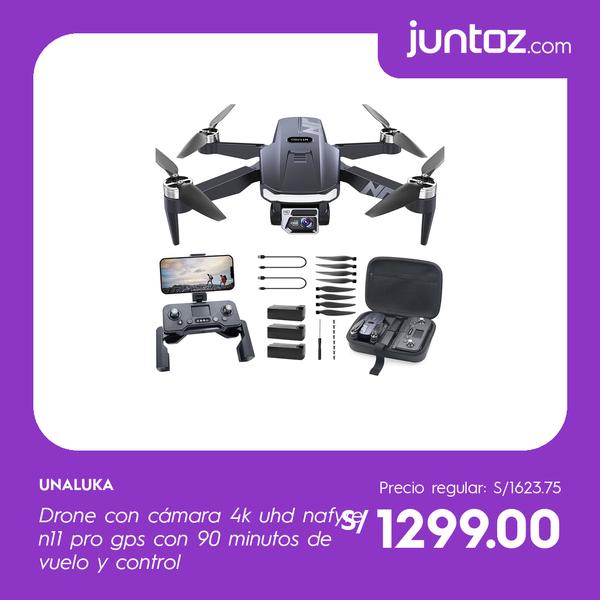 juntoz.com
UNALUKA
Drone con cámara 4k uhd nafyre
n11 pro gps con 90 minutos de
vuelo y control
Precio regular: S/1623.75
S/ 1299.00